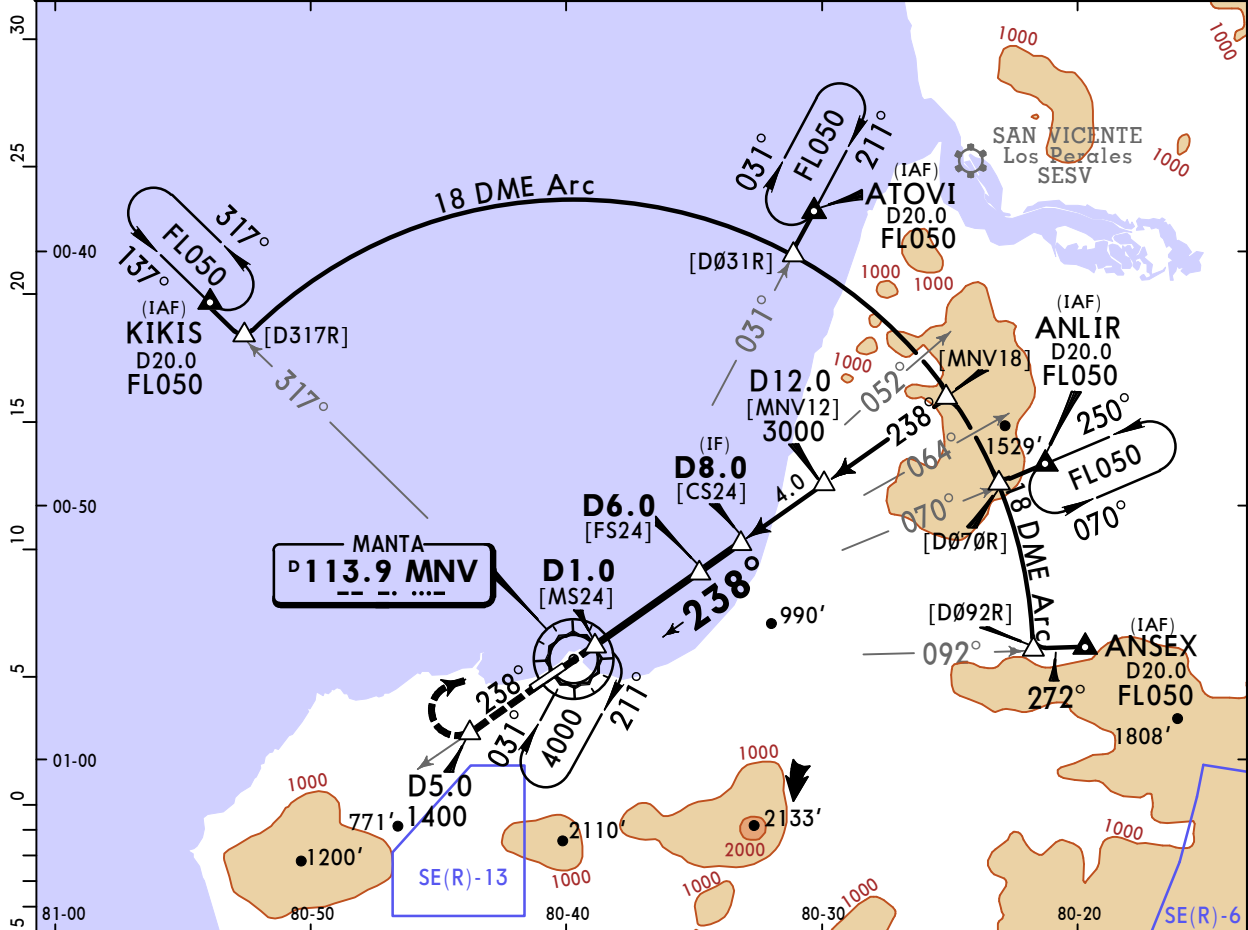 30
25
20
15
10
5
0
5
00-40
00-50
01-00
81-00
80-50
80-40
80-30
80-20
1000
1000
SAN VICENTE
Los Perales
SESV
1000
18 DME Arc
031°
FL050
211°
(IAF)
ATOVI
D20.0
FL050
[DØ31R]
031°
1000
1000
1000
317°
FL050
137°
(IAF)
KIKIS
D20.0
FL050
[D317R]
317°
(IAF)
ANLIR
D20.0
FL050
[MNV18]
052°
D12.0
[MNV12]
3000
238°
064°
1529'
250°
FL050
070°
070°
[DØ7ØR]
18 DME Arc
4.0
(IF)
D8.0
[CS24]
D6.0
[FS24]
238°
MANTA
D113.9 MNV
D1.0
[MS24]
990'
[DØ92R]
092°
(IAF)
ANSEX
D20.0
FL050
272°
1808'
238°
031°
4000
211°
D5.0
1400
771'
1000
1200'
2110'
1000
1000
2133'
2000
1000
1000
1000
SE(R)-13
SE(R)-6